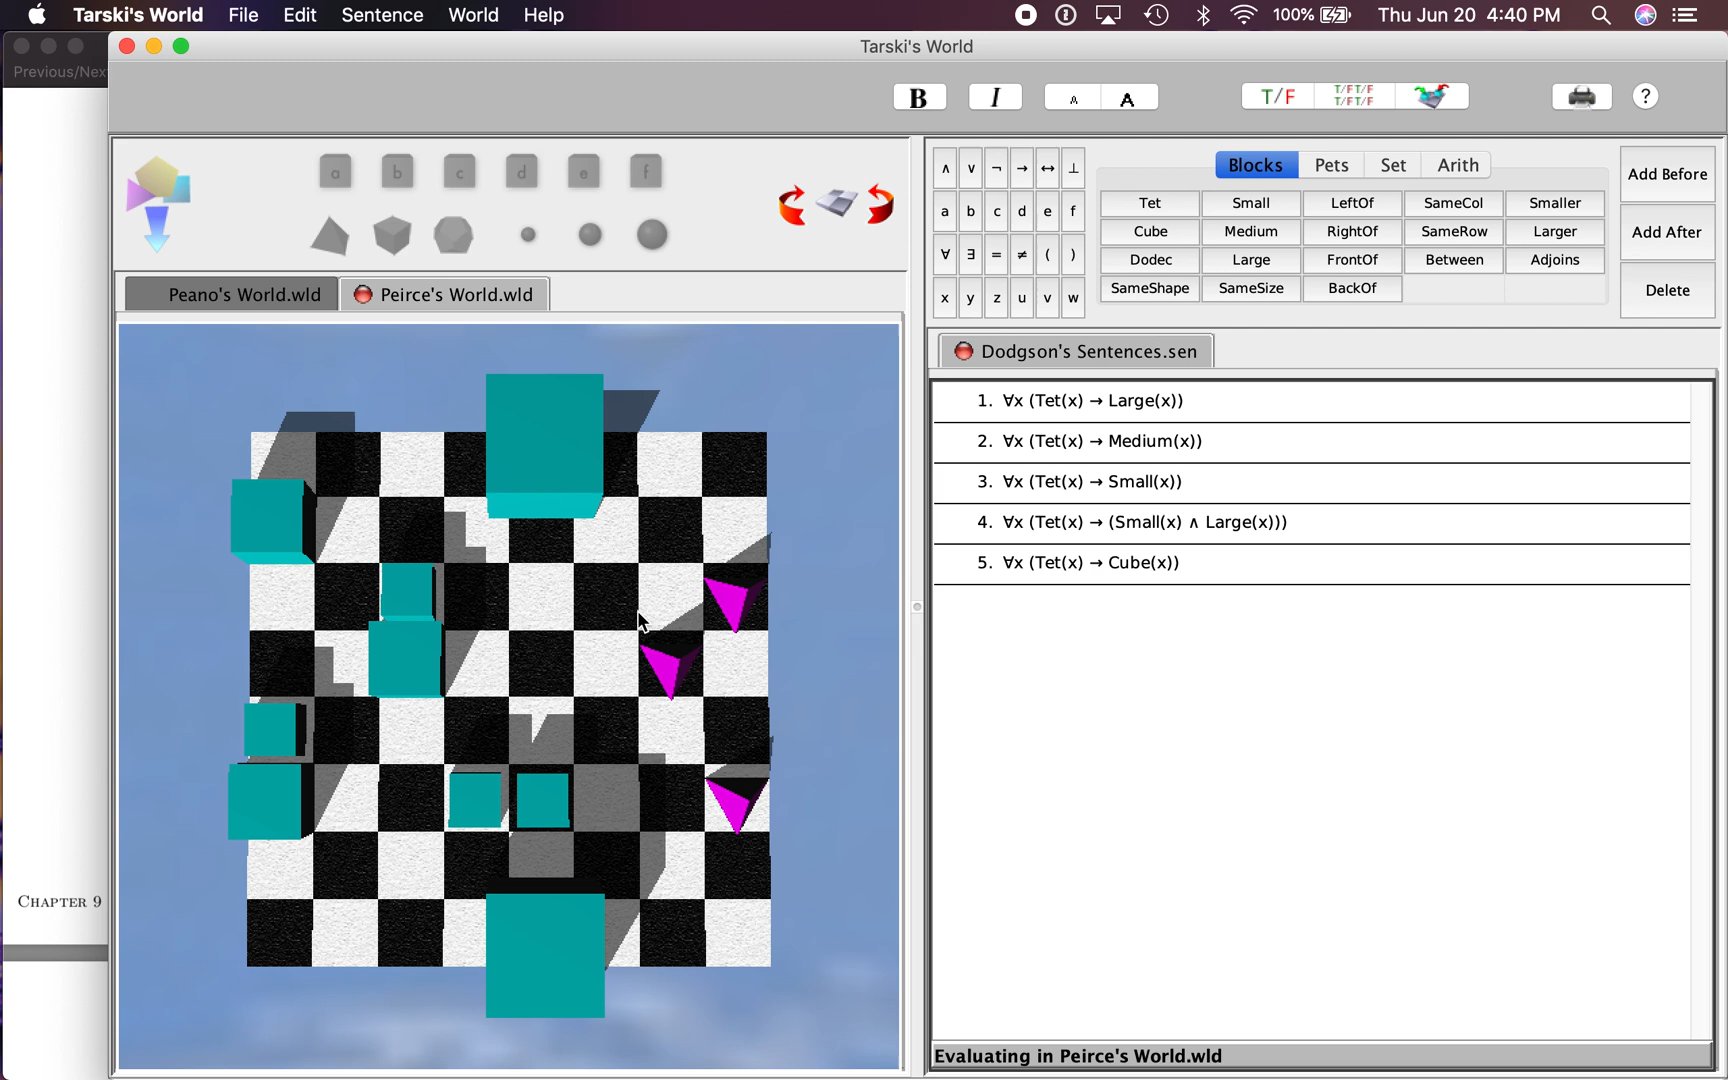 Tarski's World File Edit Sentence World Help 100% Thu Jun 20 4:40 PM
Tarski's World
Previous/Nex
B I A A T/F T/F T/F T/F T/F ?
a b c d e f
Peano's World.wld Peirce's World.wld
∧ ∨ ¬ → ↔ ⊥
a b c d e f
∀ ∃ = ≠ ( )
x y z u v w
Blocks Pets Set Arith
Tet Small LeftOf SameCol Smaller
Cube Medium RightOf SameRow Larger
Dodec Large FrontOf Between Adjoins
SameShape SameSize BackOf
Add Before
Add After
Delete
Dodgson's Sentences.sen
1. ∀x (Tet(x) → Large(x))
2. ∀x (Tet(x) → Medium(x))
3. ∀x (Tet(x) → Small(x))
4. ∀x (Tet(x) → (Small(x) ∧ Large(x)))
5. ∀x (Tet(x) → Cube(x))
CHAPTER 9
Evaluating in Peirce's World.wld